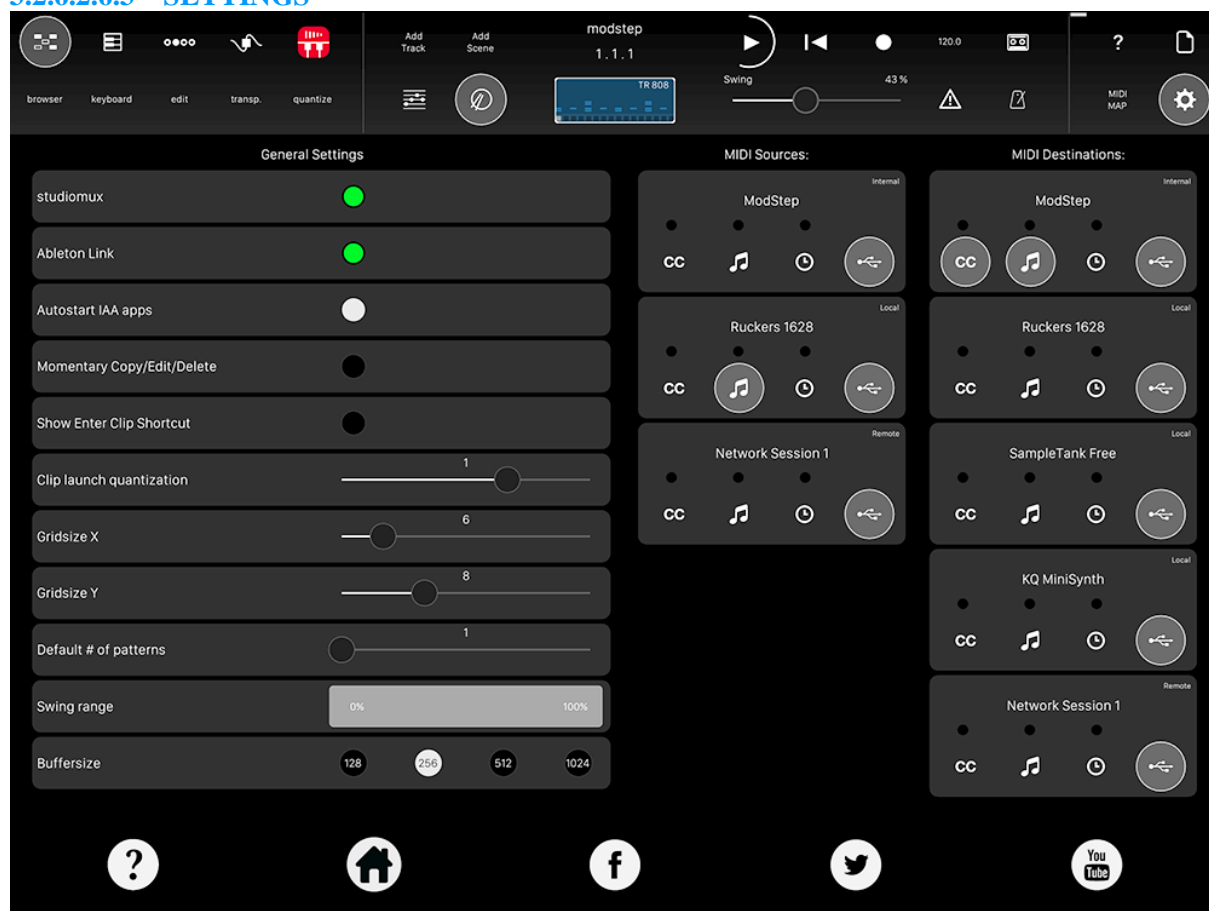 modstep
Add Track
Add Scene
1.1.1
120.0
?
browser
keyboard
edit
transp.
quantize
TR 808
Swing
43 %
MIDI MAP
General Settings
MIDI Sources:
MIDI Destinations:
studiomux
Ableton Link
Autostart IAA apps
Momentary Copy/Edit/Delete
Show Enter Clip Shortcut
Clip launch quantization
1
Gridsize X
6
Gridsize Y
8
Default # of patterns
1
Swing range
0%
100%
Buffersize
128
256
512
1024
Internal
ModStep
CC
Local
Ruckers 1628
CC
Remote
Network Session 1
CC
Internal
ModStep
CC
Local
Ruckers 1628
CC
Local
SampleTank Free
CC
Local
KQ MiniSynth
CC
Remote
Network Session 1
CC
?
f
You
Tube